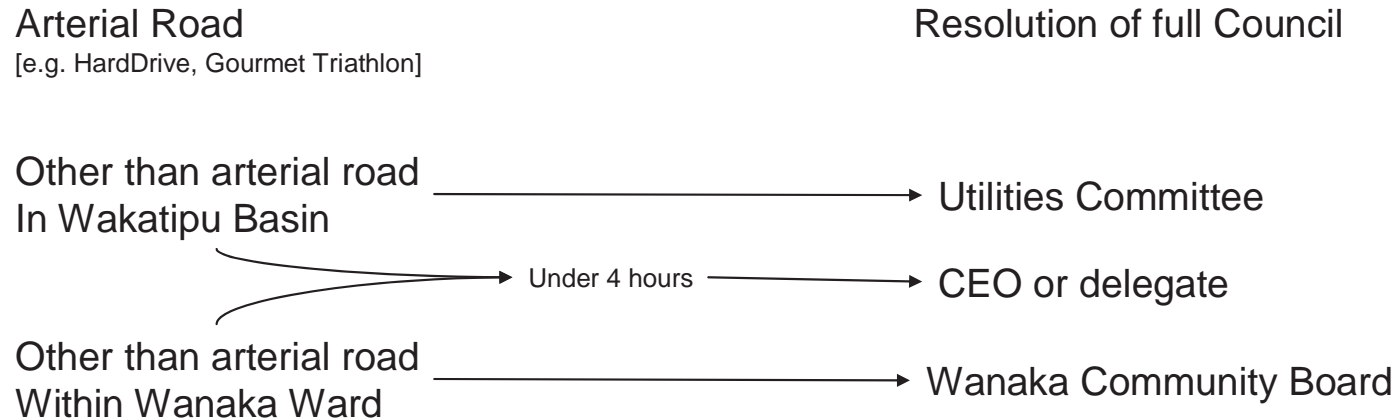 Arterial Road
[e.g. HardDrive, Gourmet Triathlon]
Resolution of full Council
Other than arterial road
In Wakatipu Basin
Utilities Committee
Under 4 hours
CEO or delegate
Other than arterial road
Within Wanaka Ward
Wanaka Community Board